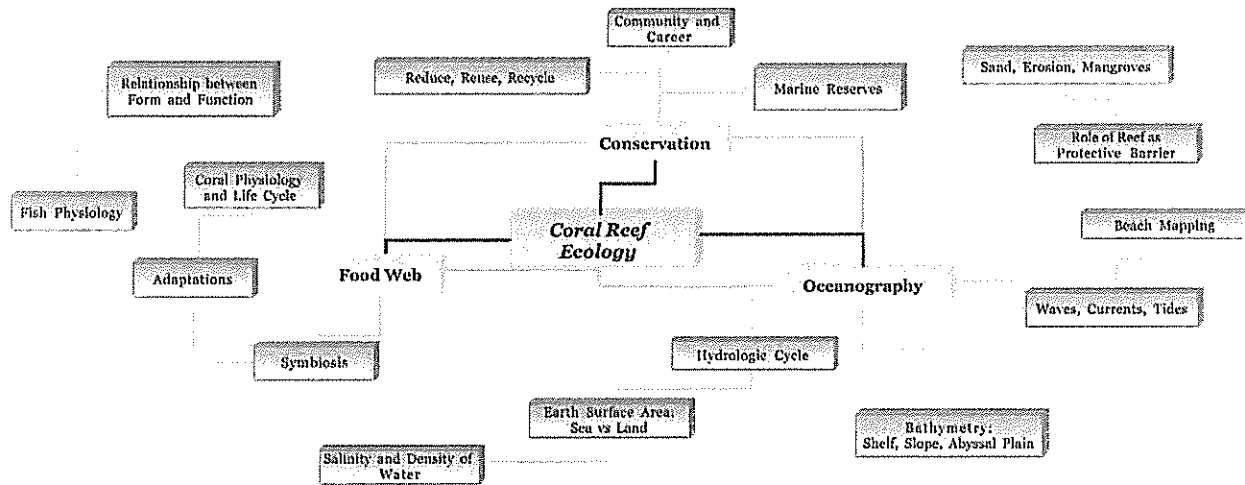 Community and
Career
Relationship between
Form and Function
Reduce, Reuse, Recycle
Marine Reserves
Sand, Erosion, Mangroves
Conservation
Role of Reef as
Protective Barrier
Coral Physiology
and Life Cycle
Fish Physiology
Coral Reef
Ecology
Beach Mapping
Adaptations
Food Web
Oceanography
Waves, Currents, Tides
Symbiosis
Hydrologic Cycle
Earth Surface Area:
Sea vs Land
Bathymetry:
Shelf, Slope, Abyssal Plain
Salinity and Density of
Water